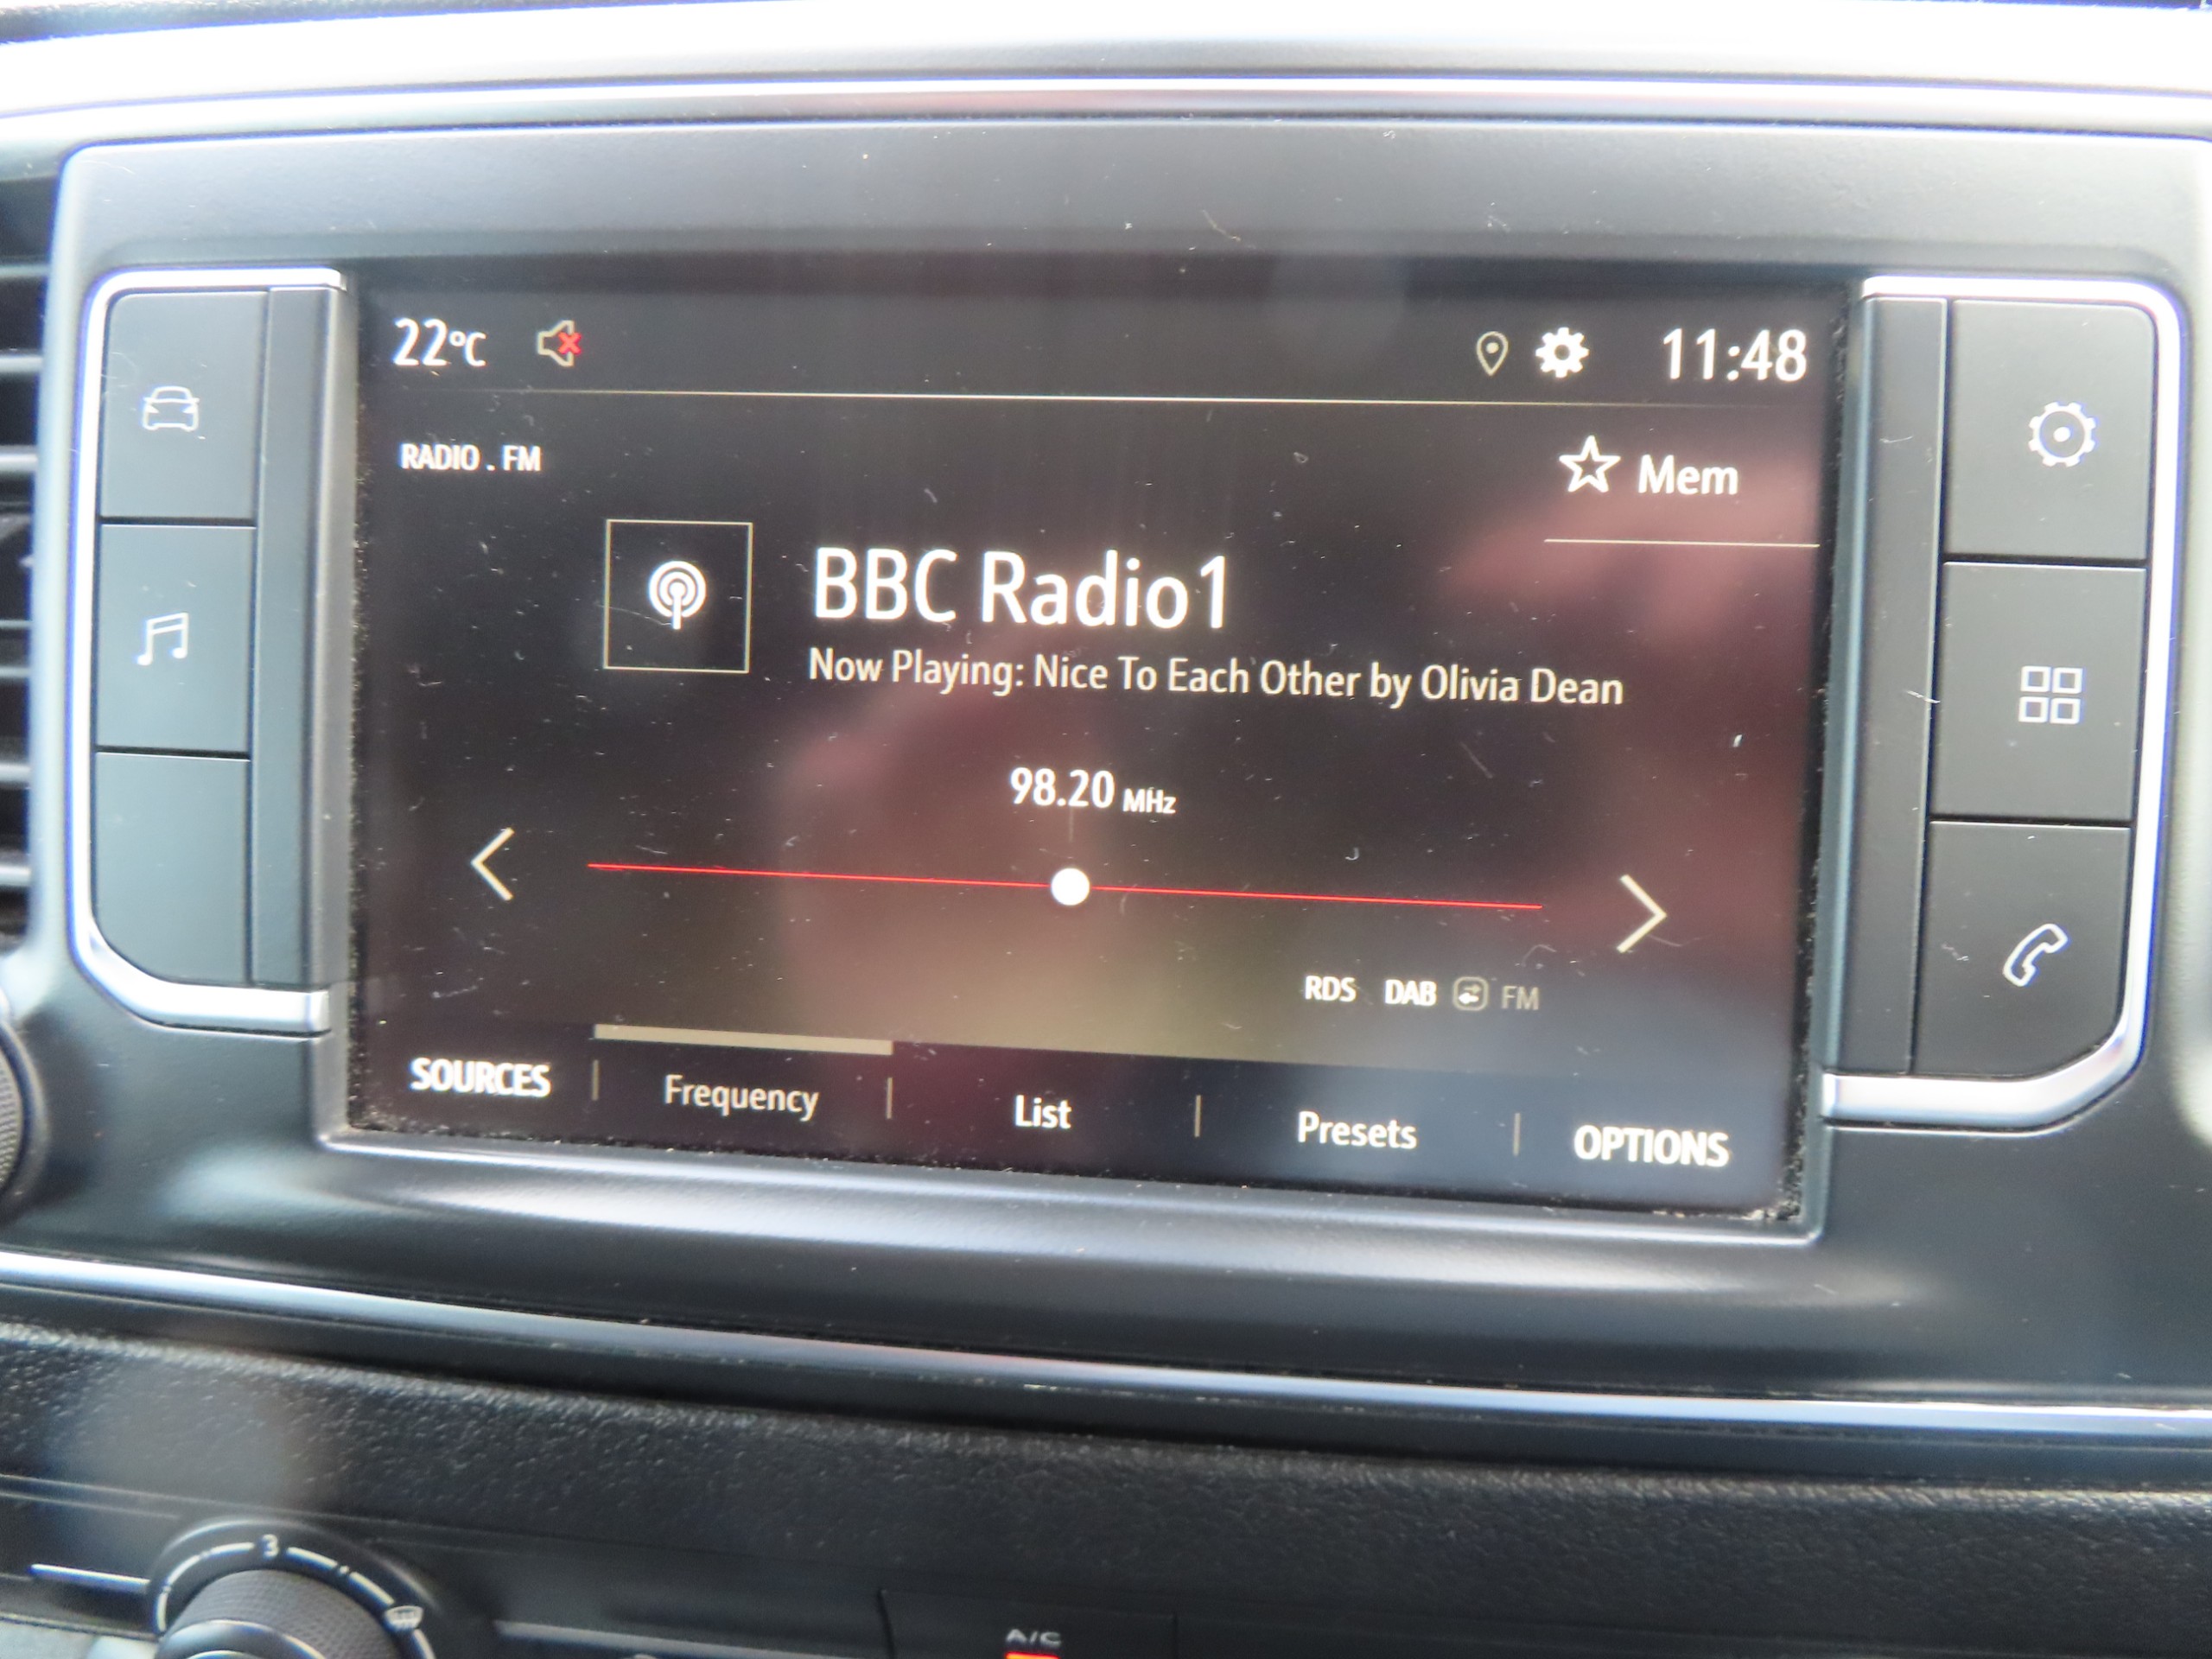 22°C 11:48
RADIO . FM
Mem
BBC Radio1
Now Playing: Nice To Each Other by Olivia Dean
98.20 MHz
RDS DAB FM
SOURCES Frequency List Presets OPTIONS
3
A/C